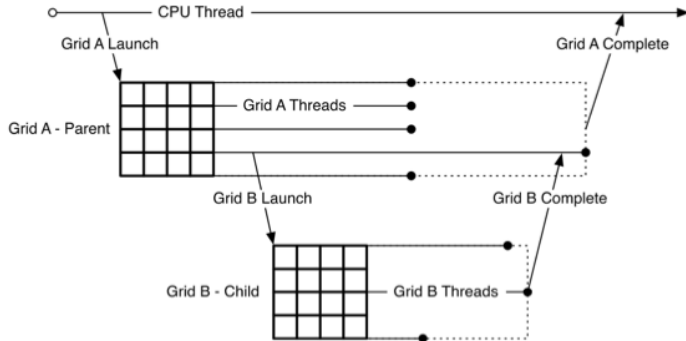 CPU Thread
Grid A Launch
Grid A Complete
Grid A Threads
Grid A - Parent
Grid B Launch
Grid B Complete
Grid B - Child
Grid B Threads